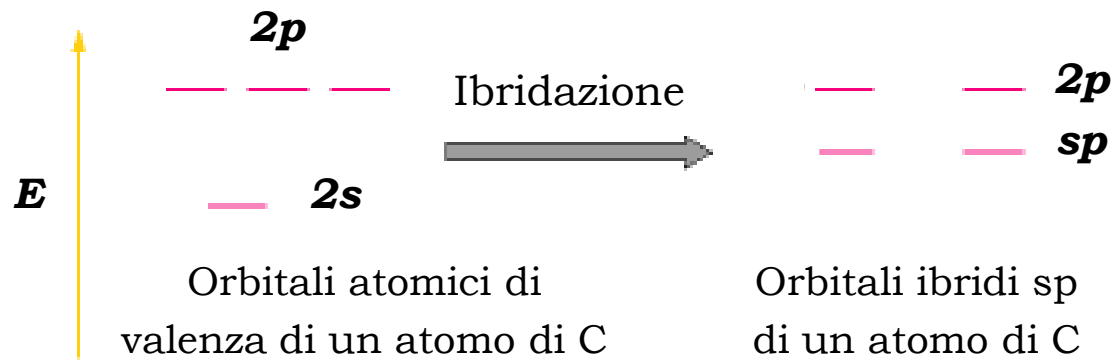 2p
Ibridazione
2p
sp
E
2s
Orbitali atomici di
valenza di un atomo di C
Orbitali ibridi sp
di un atomo di C